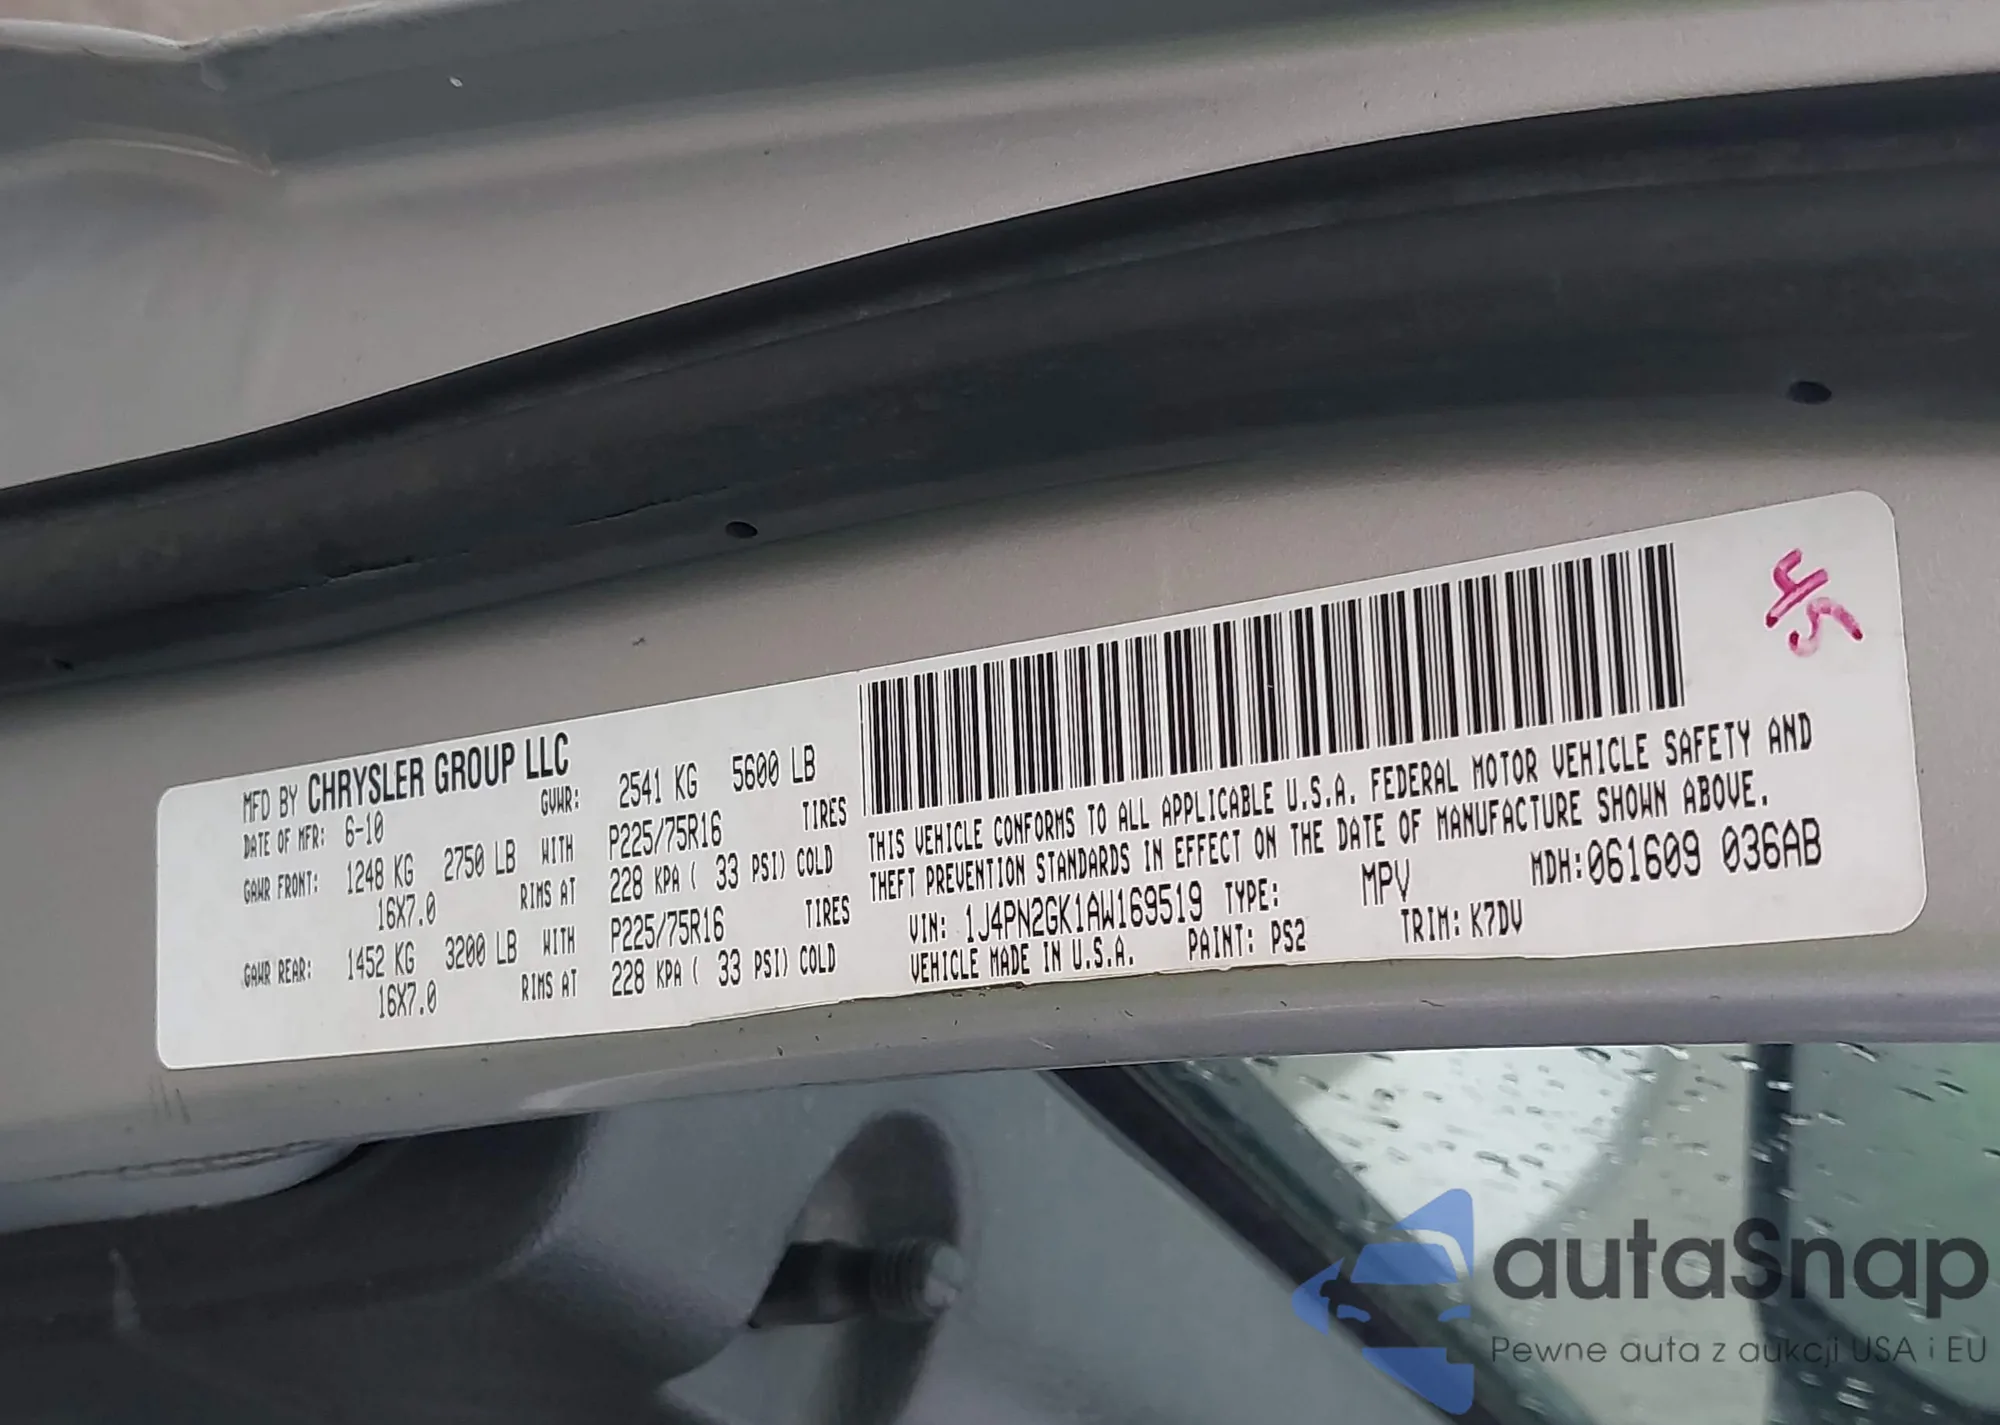 MFD BY CHRYSLER GROUP LLC
DATE OF MFR: 6-10 GVWR: 2541 KG 5600 LB
GAWR FRONT: 1248 KG 2750 LB WITH P225/75R16 TIRES
16X7.0 RIMS AT 228 KPA ( 33 PSI) COLD
GAWR REAR: 1452 KG 3200 LB WITH P225/75R16 TIRES
16X7.0 RIMS AT 228 KPA ( 33 PSI) COLD
THIS VEHICLE CONFORMS TO ALL APPLICABLE U.S.A. FEDERAL MOTOR VEHICLE SAFETY AND
THEFT PREVENTION STANDARDS IN EFFECT ON THE DATE OF MANUFACTURE SHOWN ABOVE.
VIN: 1J4PN2GK1AW169519 TYPE: MPV MDH:061609 036AB
VEHICLE MADE IN U.S.A. PAINT: PS2 TRIM: K7DV
autaSnap
Pewne auta z aukcji USA i EU